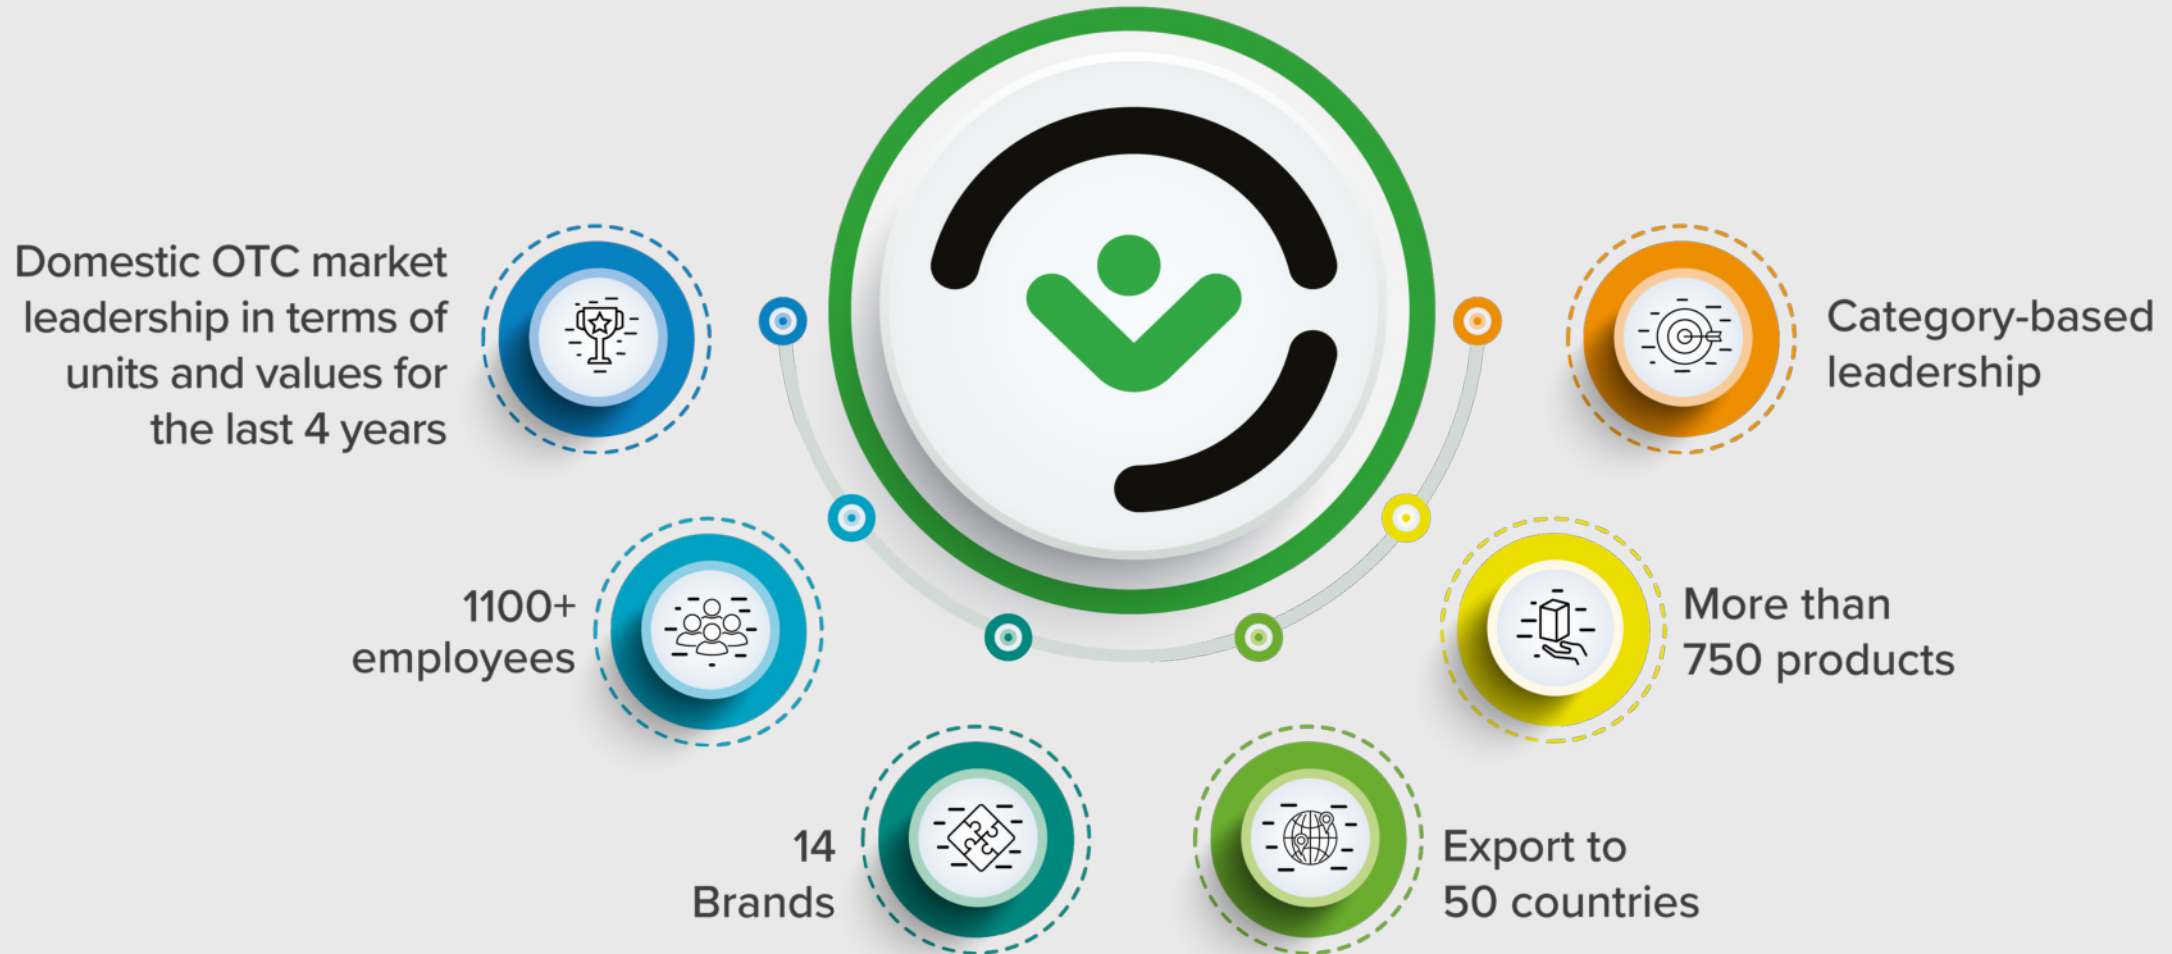 Domestic OTC market
leadership in terms of
units and values for
the last 4 years
1100+
employees
14
Brands
Export to
50 countries
More than
750 products
Category-based
leadership